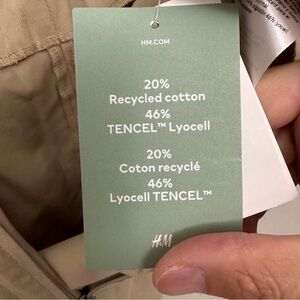 HM.COM
20%
Recycled cotton
46%
TENCEL™ Lyocell
20%
Coton recyclé
46%
Lyocell TENCEL™
H&M